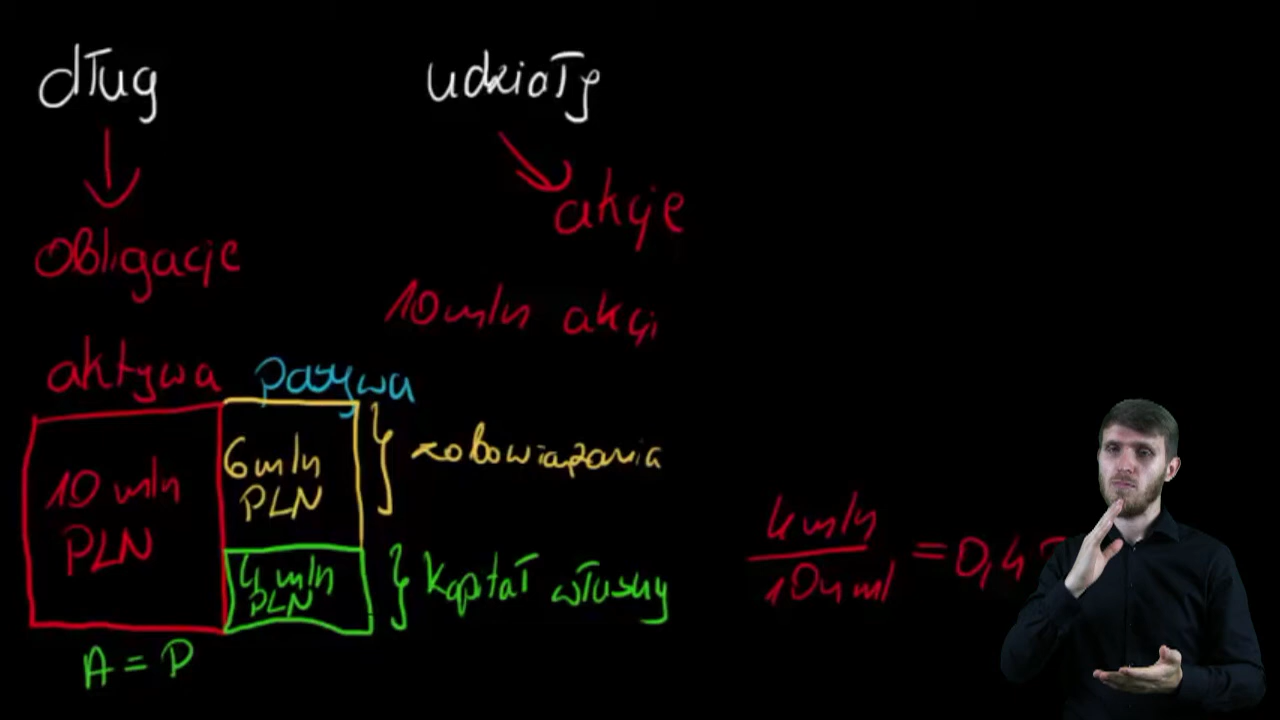 dług
udziały
obligacje
akcje
10 mln akcji
aktywa
pasywa
10 mln
PLN
6 mln
PLN
zobowiązania
4 mln
PLN
kapitał własny
A = P
4 mln
10 ml
= 0,4